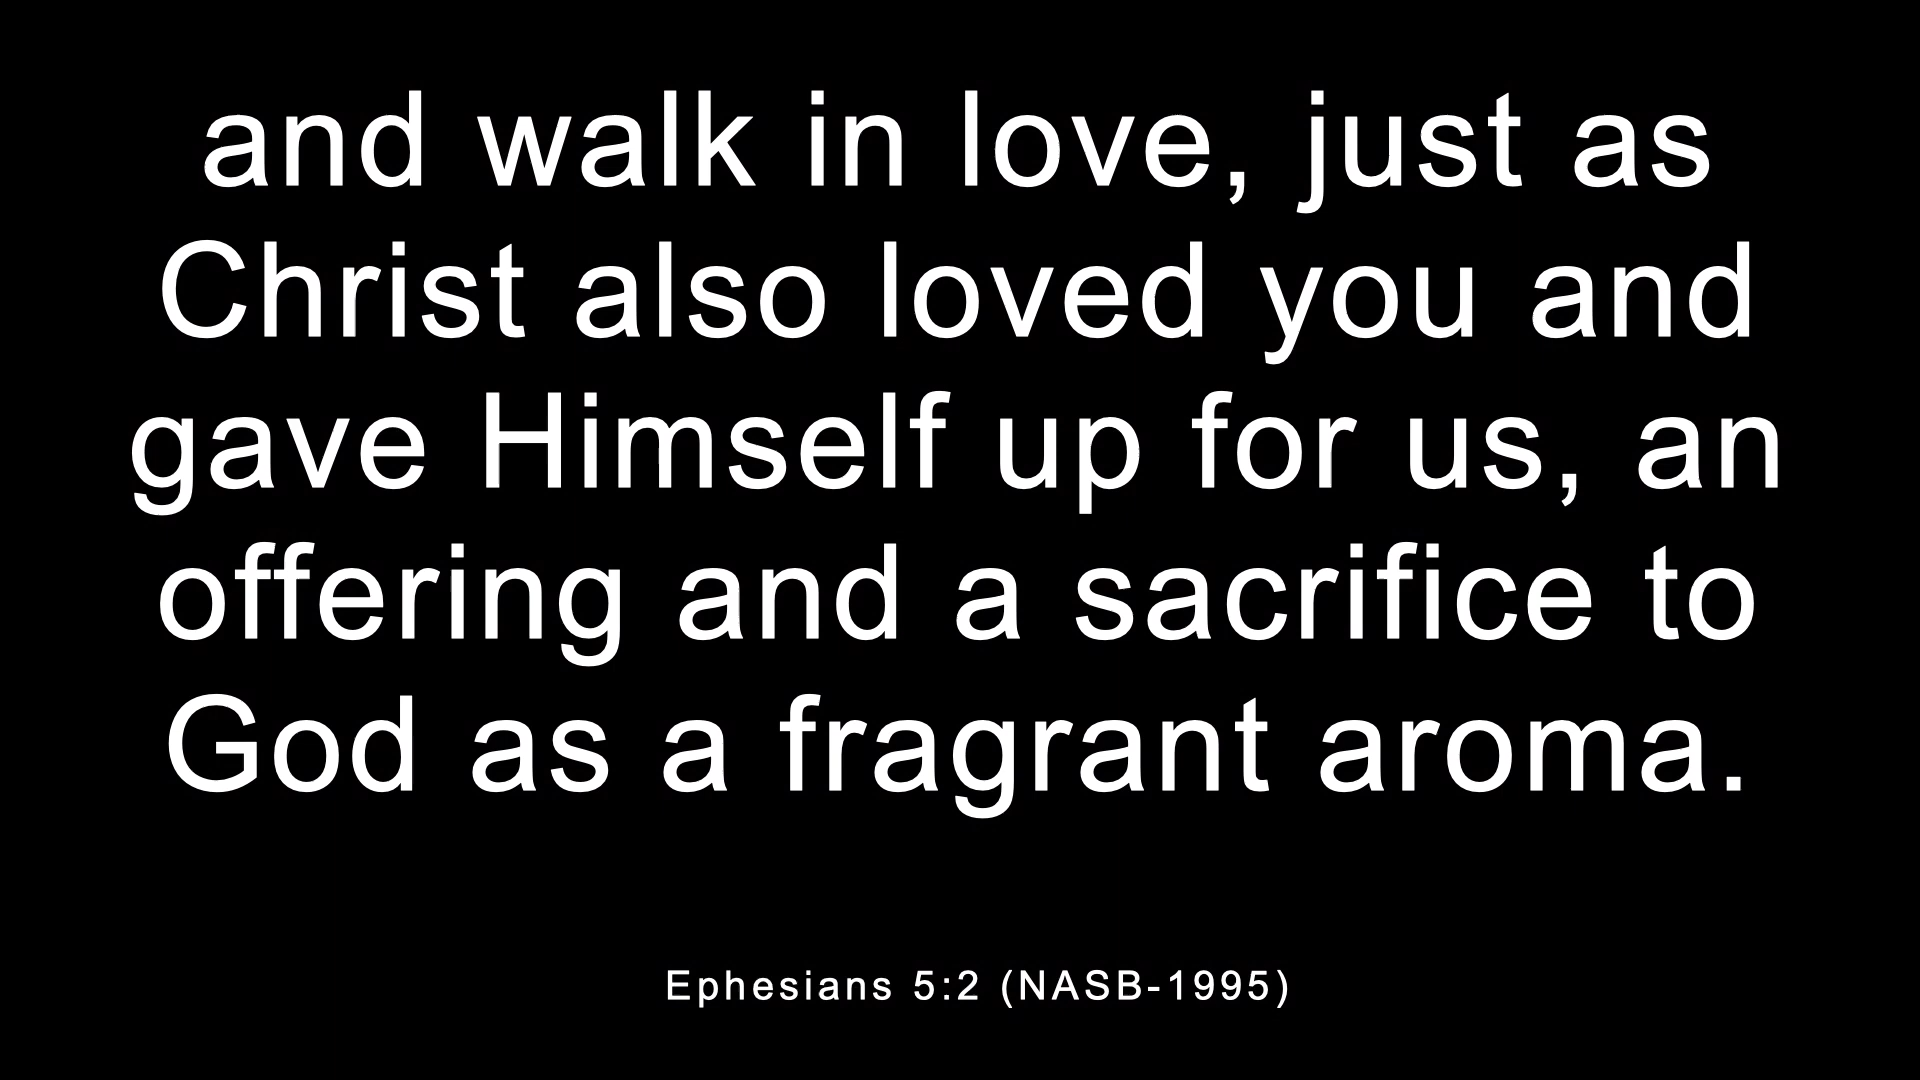 and walk in love, just as
Christ also loved you and
gave Himself up for us, an
offering and a sacrifice to
God as a fragrant aroma.
Ephesians 5:2 (NASB-1995)